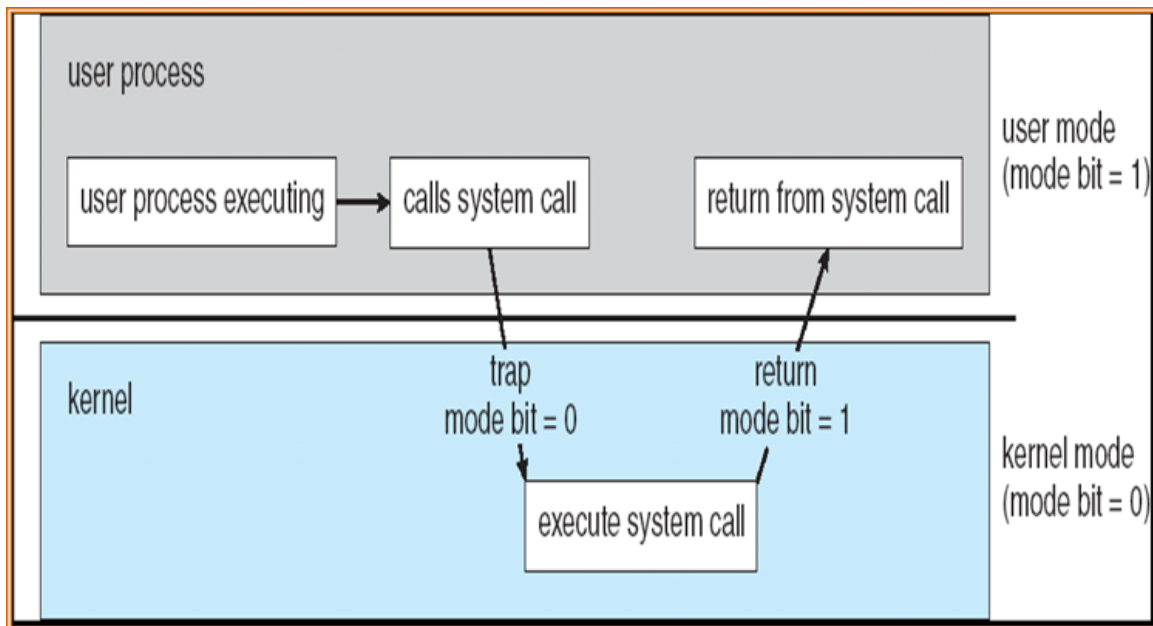 user process
user process executing
calls system call
return from system call
user mode
(mode bit = 1)
kernel
trap
mode bit = 0
return
mode bit = 1
execute system call
kernel mode
(mode bit = 0)